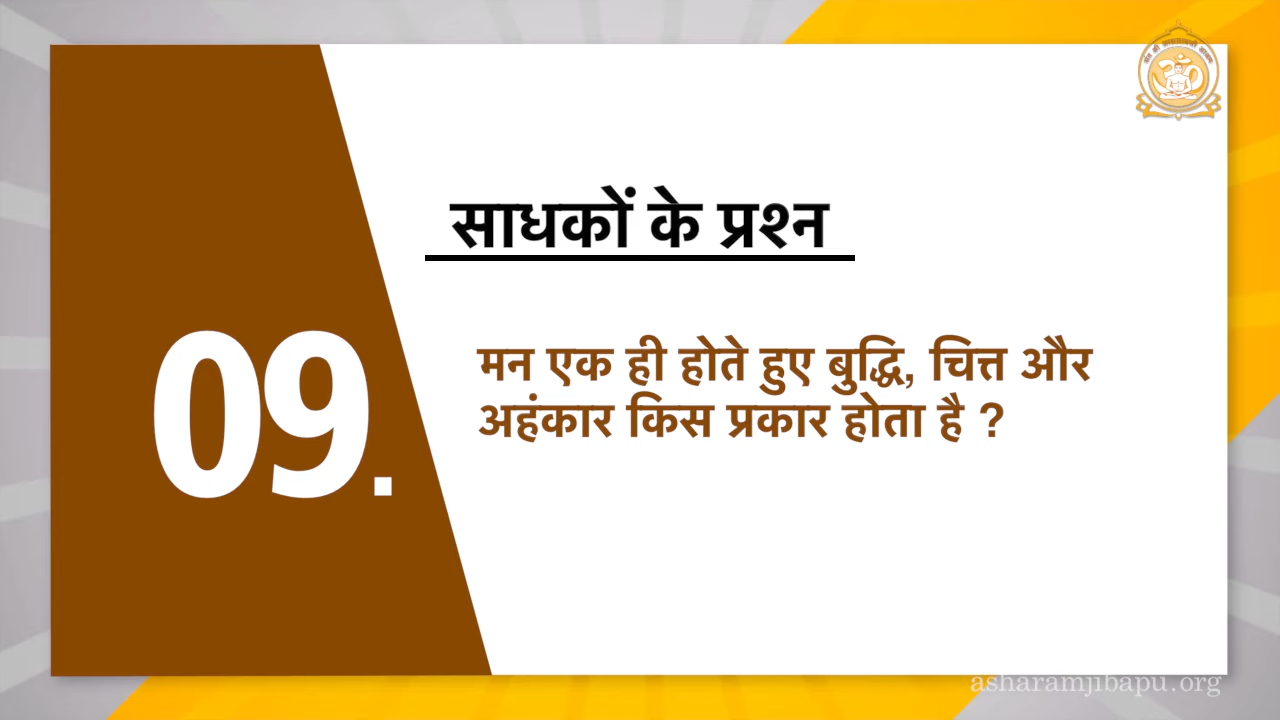 साधकों के प्रश्न
09.
मन एक ही होते हुए बुद्धि, चित्त और
अहंकार किस प्रकार होता है ?
asharamjibapu.org